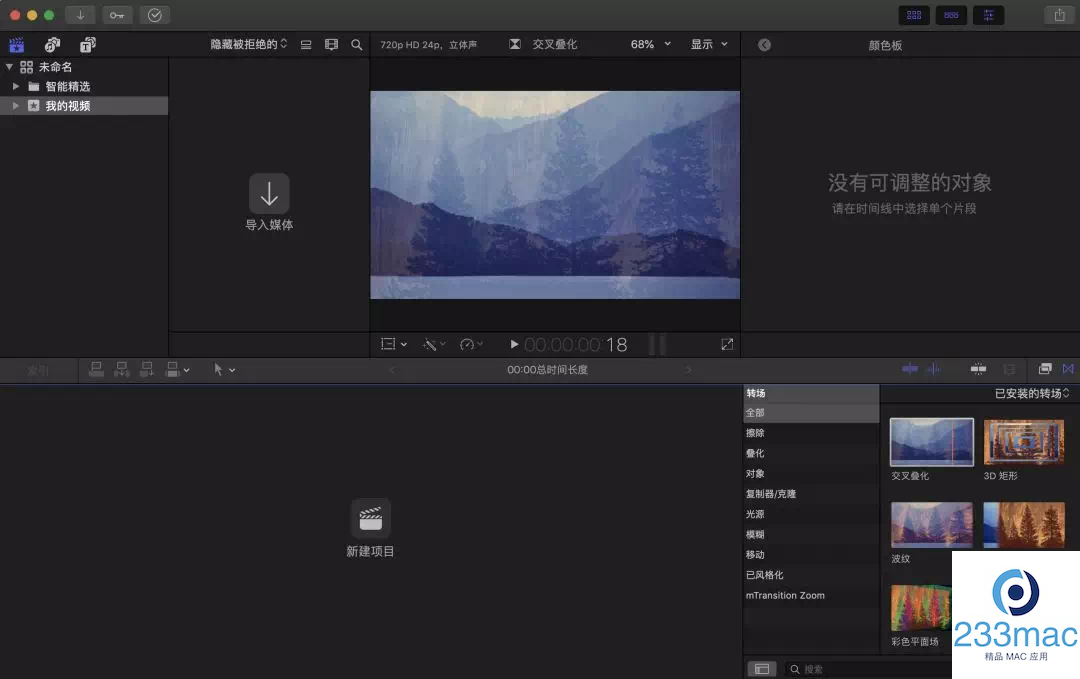 隐藏被拒绝的
720p HD 24p，立体声
交叉叠化
68%
显示
颜色板
未命名
智能精选
我的视频
导入媒体
没有可调整的对象
请在时间线中选择单个片段
00:00:00:00 18
索引
00:00总时长度
转场
已安装的转场
全部
擦除
叠化
对象
复制器/克隆
光源
模糊
移动
已风格化
mTransition Zoom
交叉叠化
3D 矩形
波纹
彩色平面场
新建项目
搜索
233mac
精品 MAC 应用